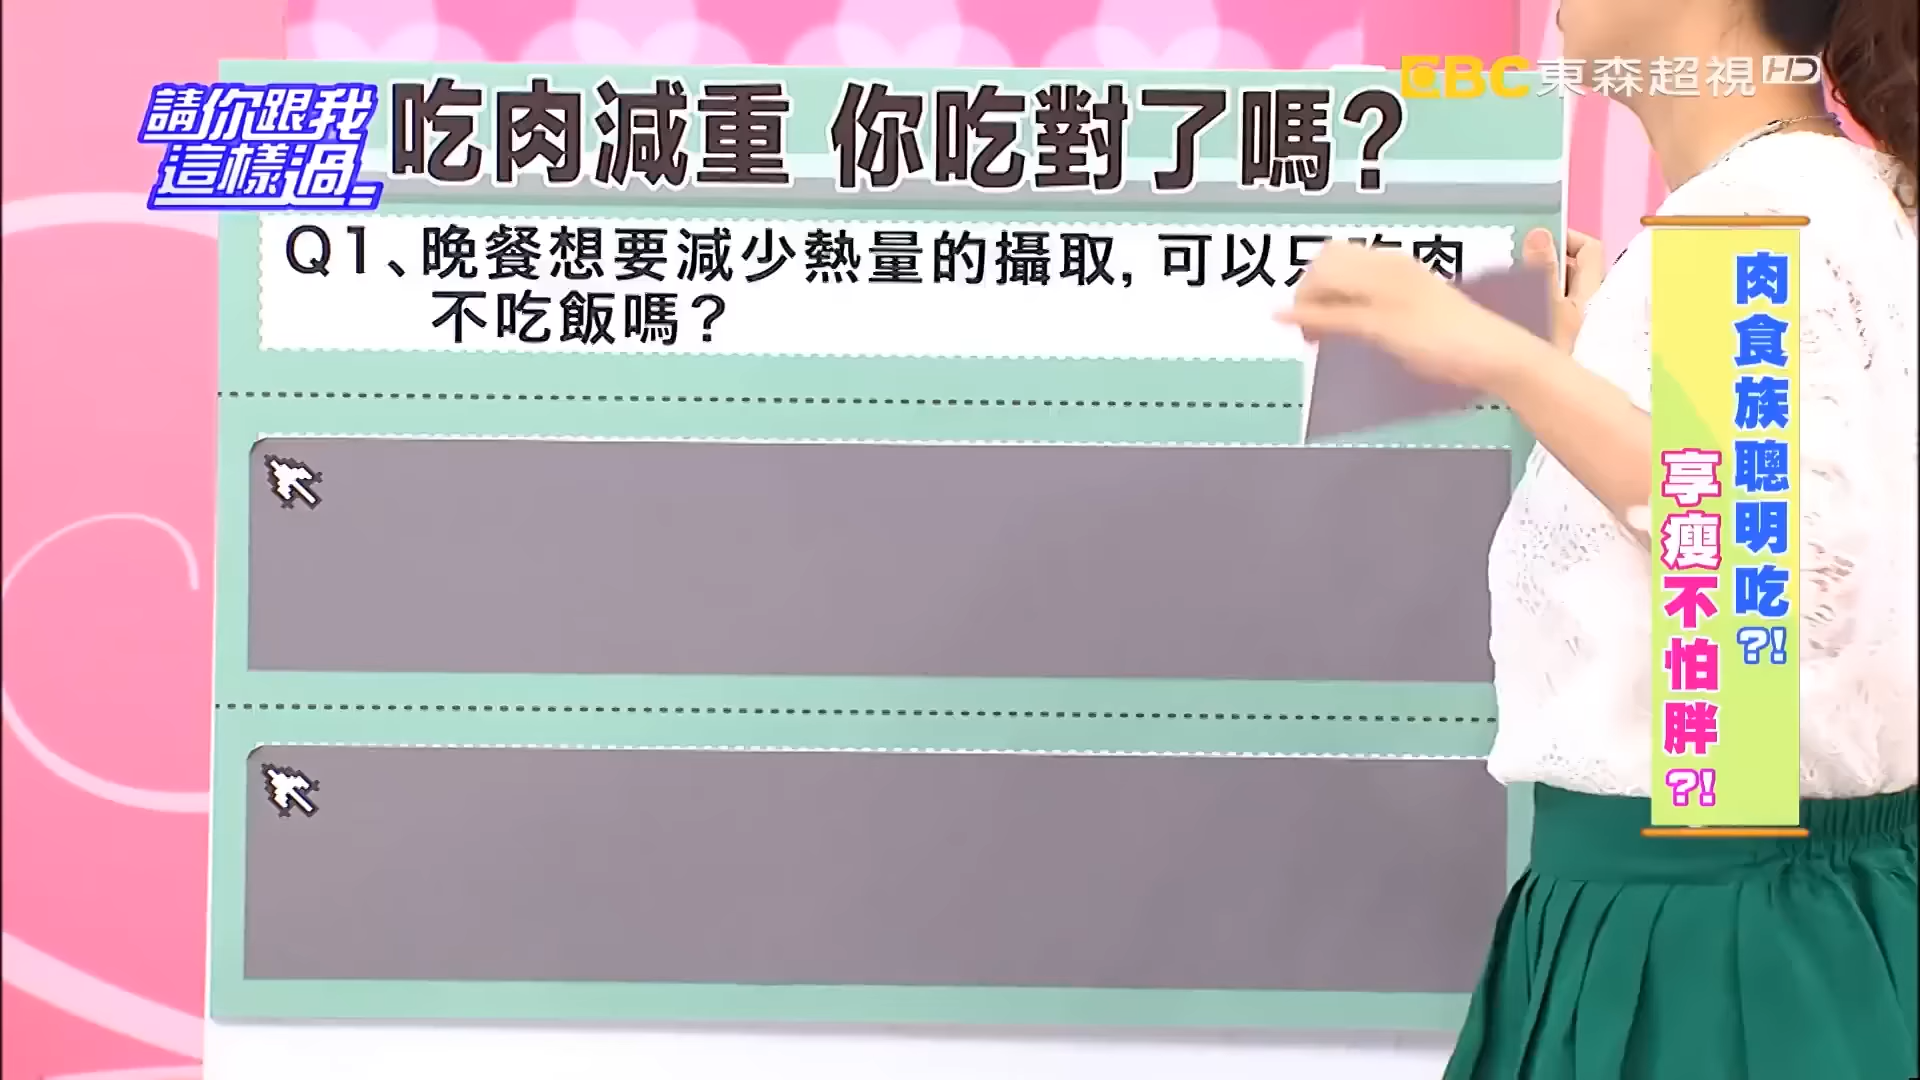 EBC東森超視HD
請你跟我
這樣過
吃肉減重 你吃對了嗎?
Q1、晚餐想要減少熱量的攝取,可以只吃肉
不吃飯嗎?
肉食族聰明吃?!
享瘦不怕胖?!